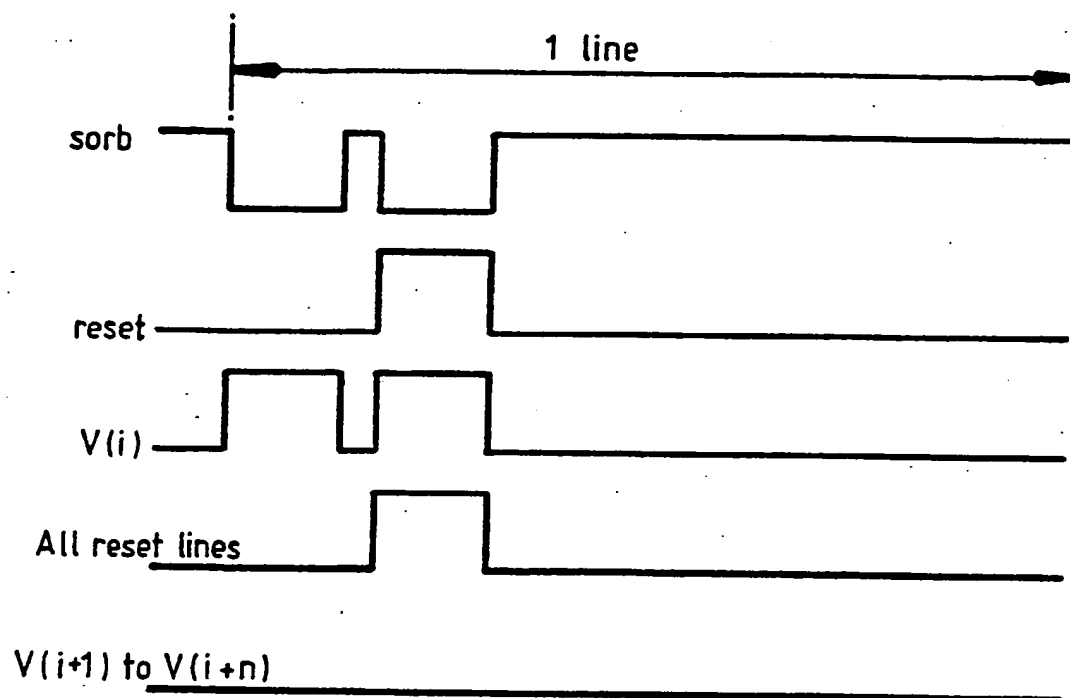 1 line
sorb
reset
V(i)
All reset lines
V(i+1) to V(i+n)